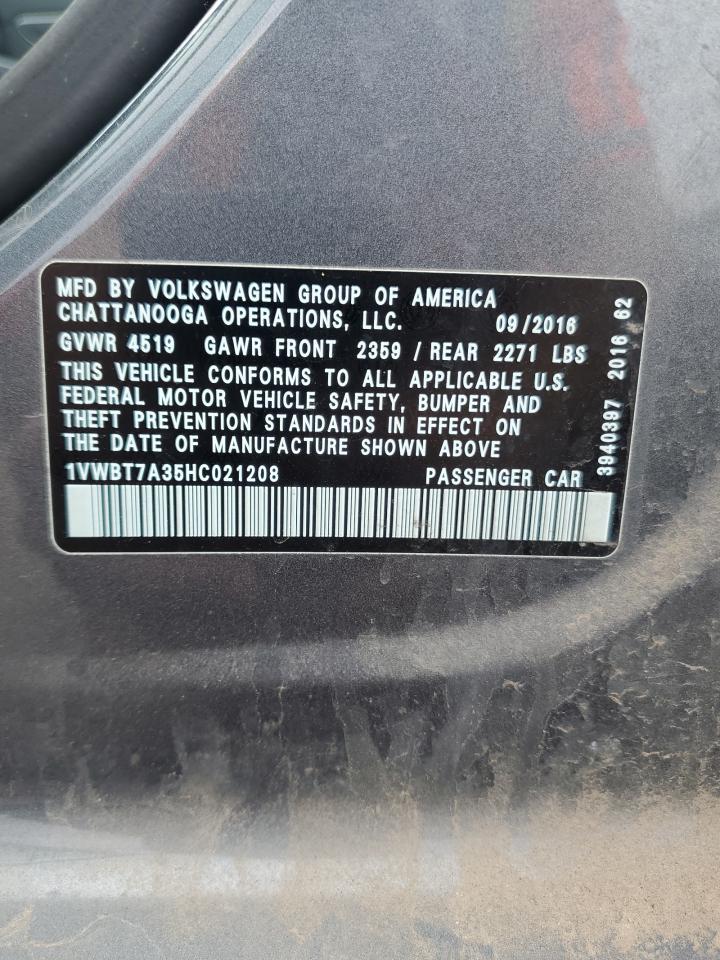 MFD BY VOLKSWAGEN GROUP OF AMERICA
CHATTANOOGA OPERATIONS, LLC. 09/2016
GVWR 4519 GAWR FRONT 2359 / REAR 2271 LBS
THIS VEHICLE CONFORMS TO ALL APPLICABLE U.S.
FEDERAL MOTOR VEHICLE SAFETY, BUMPER AND
THEFT PREVENTION STANDARDS IN EFFECT ON
THE DATE OF MANUFACTURE SHOWN ABOVE
1VWBT7A35HC021208 PASSENGER CAR
3940397 2016 62